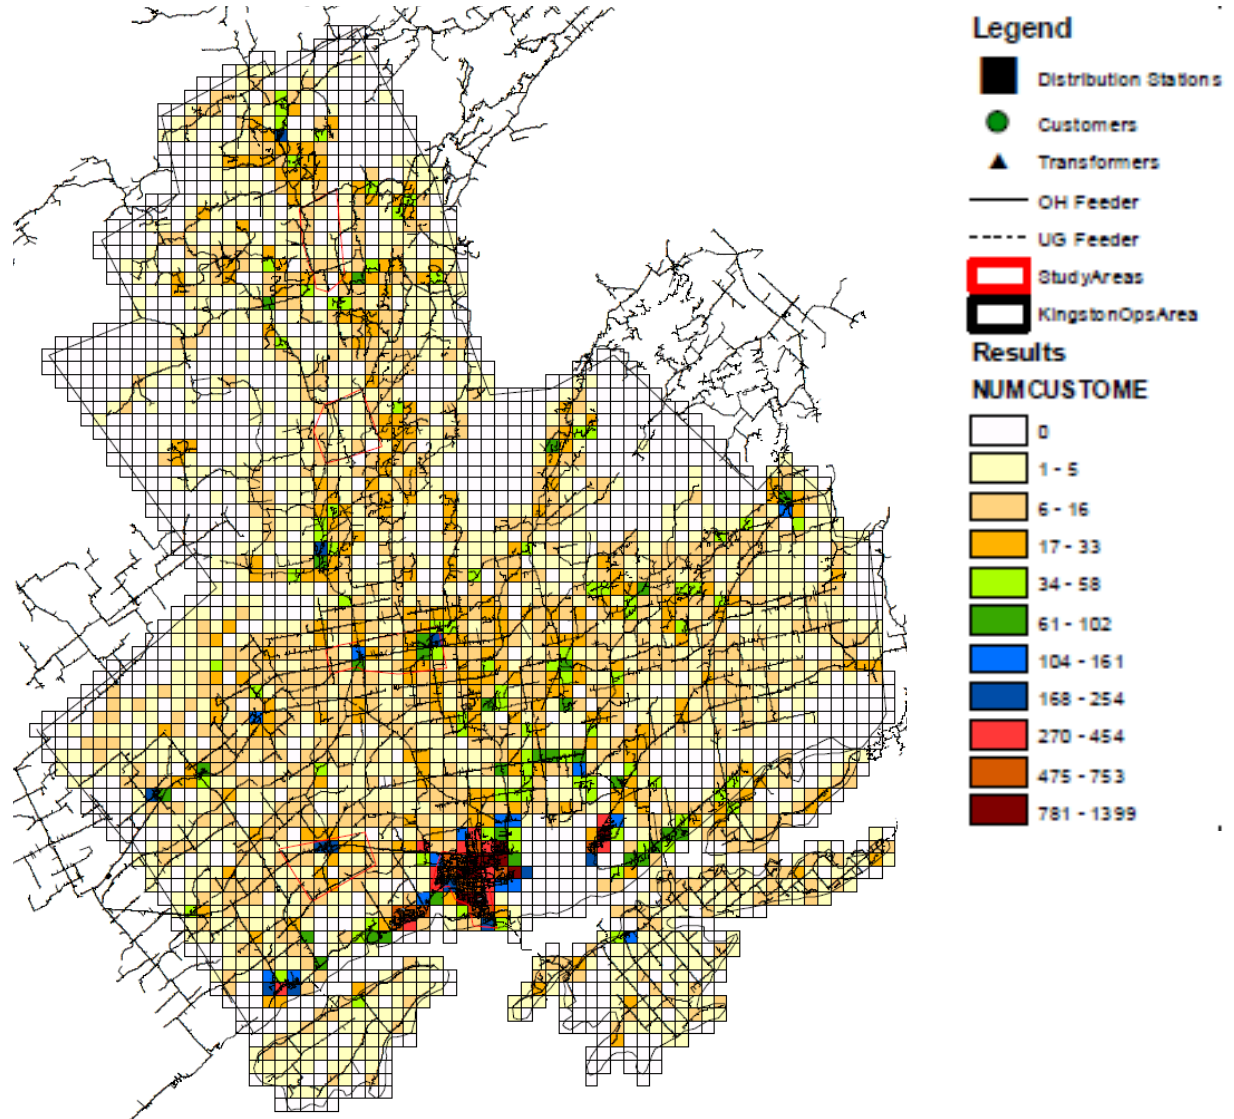 Legend
Distribution Stations
Customers
Transformers
OH Feeder
UG Feeder
StudyAreas
KingstonOpsArea
Results
NUMCUSTOME
0
1 - 5
6 - 16
17 - 33
34 - 58
61 - 102
104 - 161
168 - 254
270 - 454
475 - 753
781 - 1399